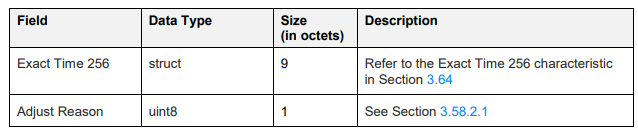 Field Data Type Size (in octets) Description
Exact Time 256 struct 9 Refer to the Exact Time 256 characteristic
in Section 3.64
Adjust Reason uint8 1 See Section 3.58.2.1